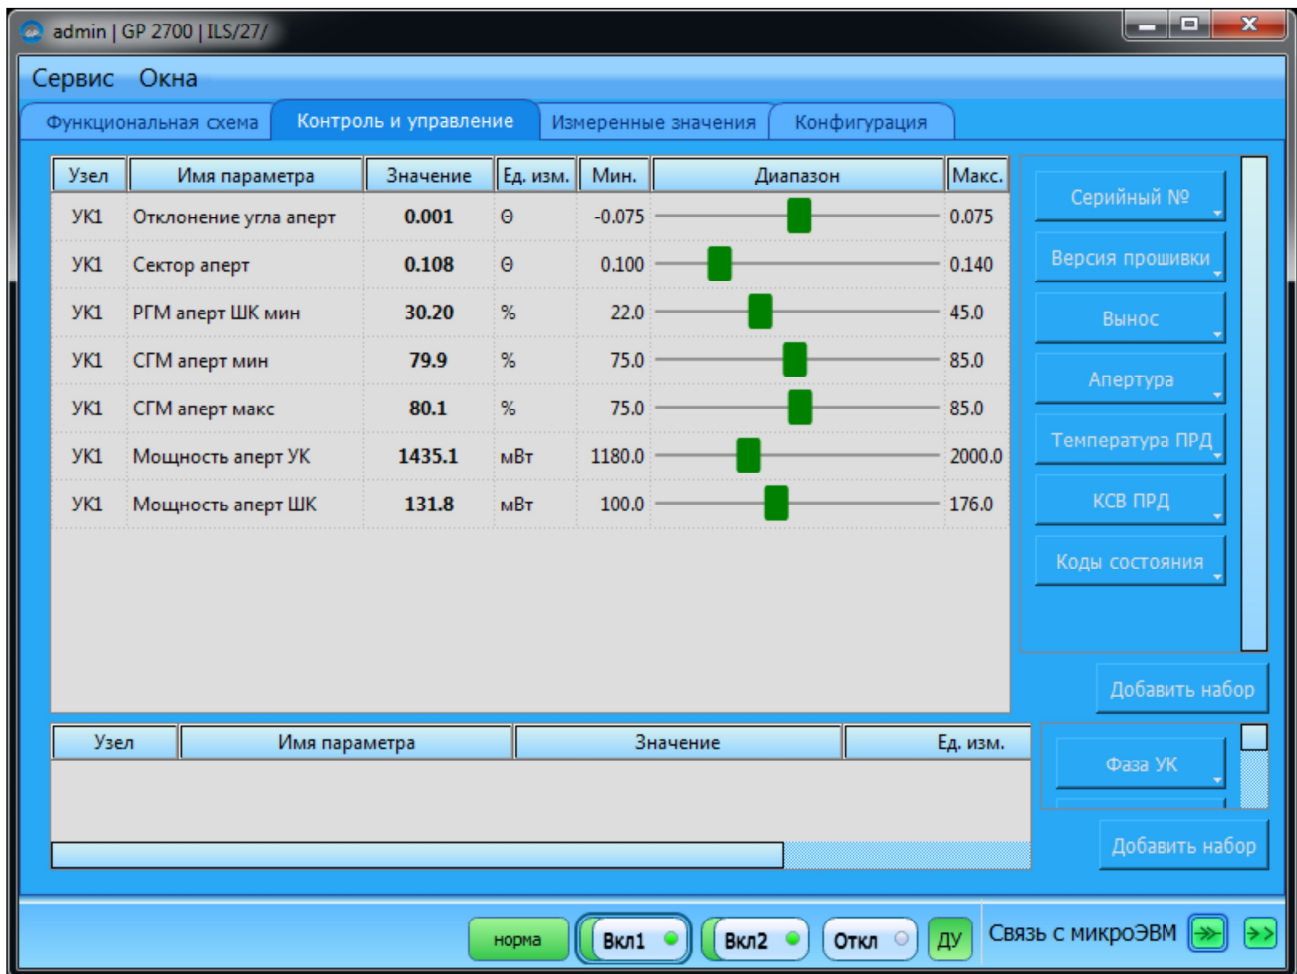 admin | GP 2700 | ILS/27/
Сервис Окна
Функциональная схема Контроль и управление Измеренные значения Конфигурация
Узел Имя параметра Значение Ед. изм. Мин. Диапазон Макс.
УК1 Отклонение угла аперт 0.001 Θ -0.075 0.075
УК1 Сектор аперт 0.108 Θ 0.100 0.140
УК1 РГМ аперт ШК мин 30.20 % 22.0 45.0
УК1 СГМ аперт мин 79.9 % 75.0 85.0
УК1 СГМ аперт макс 80.1 % 75.0 85.0
УК1 Мощность аперт УК 1435.1 мВт 1180.0 2000.0
УК1 Мощность аперт ШК 131.8 мВт 100.0 176.0
Серийный №
Версия прошивки
Вынос
Апертура
Температура ПРД
КСВ ПРД
Коды состояния
Добавить набор
Узел Имя параметра Значение Ед. изм.
Фаза УК
Добавить набор
норма Вкл1 Вкл2 Откл ДУ Связь с микроЭВМ